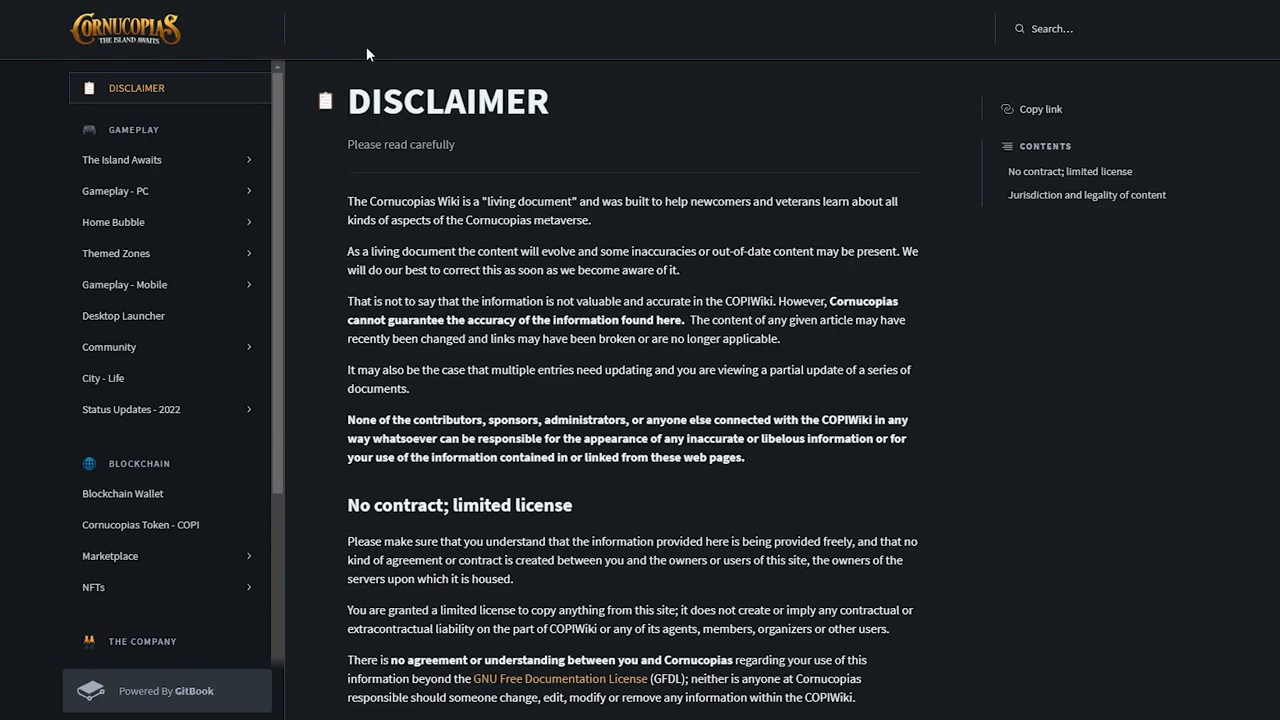 CORNUCOPIAS
THE ISLAND AWAITS
Search...
DISCLAIMER
GAMEPLAY
The Island Awaits
Gameplay - PC
Home Bubble
Themed Zones
Gameplay - Mobile
Desktop Launcher
Community
City - Life
Status Updates - 2022
BLOCKCHAIN
Blockchain Wallet
Cornucopias Token - COPI
Marketplace
NFTs
THE COMPANY
Powered By GitBook
DISCLAIMER
Please read carefully
The Cornucopias Wiki is a "living document" and was built to help newcomers and veterans learn about all
kinds of aspects of the Cornucopias metaverse.
As a living document the content will evolve and some inaccuracies or out-of-date content may be present. We
will do our best to correct this as soon as we become aware of it.
That is not to say that the information is not valuable and accurate in the COPIWiki. However, Cornucopias
cannot guarantee the accuracy of the information found here. The content of any given article may have
recently been changed and links may have been broken or are no longer applicable.
It may also be the case that multiple entries need updating and you are viewing a partial update of a series of
documents.
None of the contributors, sponsors, administrators, or anyone else connected with the COPIWiki in any
way whatsoever can be responsible for the appearance of any inaccurate or libelous information or for
your use of the information contained in or linked from these web pages.
No contract; limited license
Please make sure that you understand that the information provided here is being provided freely, and that no
kind of agreement or contract is created between you and the owners or users of this site, the owners of the
servers upon which it is housed.
You are granted a limited license to copy anything from this site; it does not create or imply any contractual or
extracontractual liability on the part of COPIWiki or any of its agents, members, organizers or other users.
There is no agreement or understanding between you and Cornucopias regarding your use of this
information beyond the GNU Free Documentation License (GFDL); neither is anyone at Cornucopias
responsible should someone change, edit, modify or remove any information within the COPIWiki.
Copy link
CONTENTS
No contract; limited license
Jurisdiction and legality of content